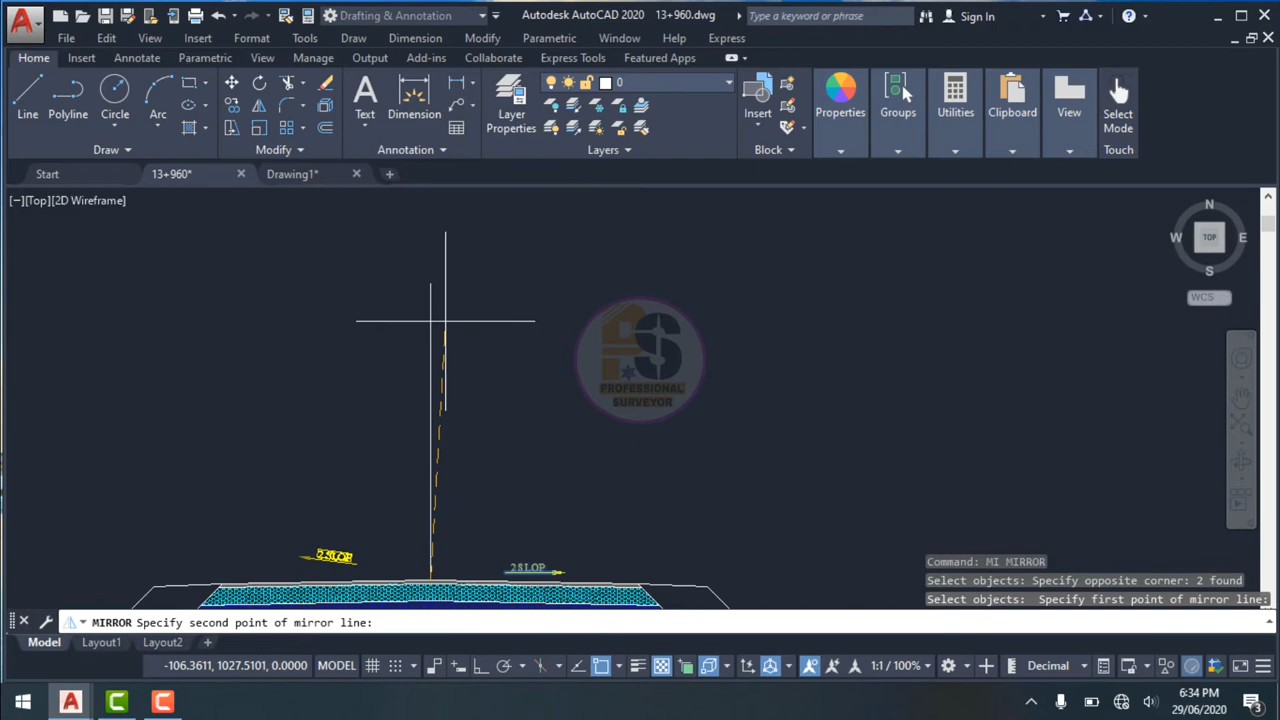 Drafting & Annotation
Autodesk AutoCAD 2020 13+960.dwg
Type a keyword or phrase
Sign In
File Edit View Insert Format Tools Draw Dimension Modify Parametric Window Help Express
Home Insert Annotate Parametric View Manage Output Add-ins Collaborate Express Tools Featured Apps
Line Polyline Circle Arc
Text Dimension
Layer Properties
0
Insert
Properties Groups Utilities Clipboard View
Select Mode
Draw Modify Annotation Layers Block Touch
Start 13+960* Drawing1*
[−][Top][2D Wireframe]
N
W TOP E
S
WCS
PS
PROFESSIONAL
SURVEYOR
2SLOP
Command: MI MIRROR
Select objects: Specify opposite corner: 2 found
Select objects: Specify first point of mirror line:
MIRROR Specify second point of mirror line:
Model Layout1 Layout2
-106.3611, 1027.5101, 0.0000 MODEL 1:1 / 100% Decimal
6:34 PM
29/06/2020
3